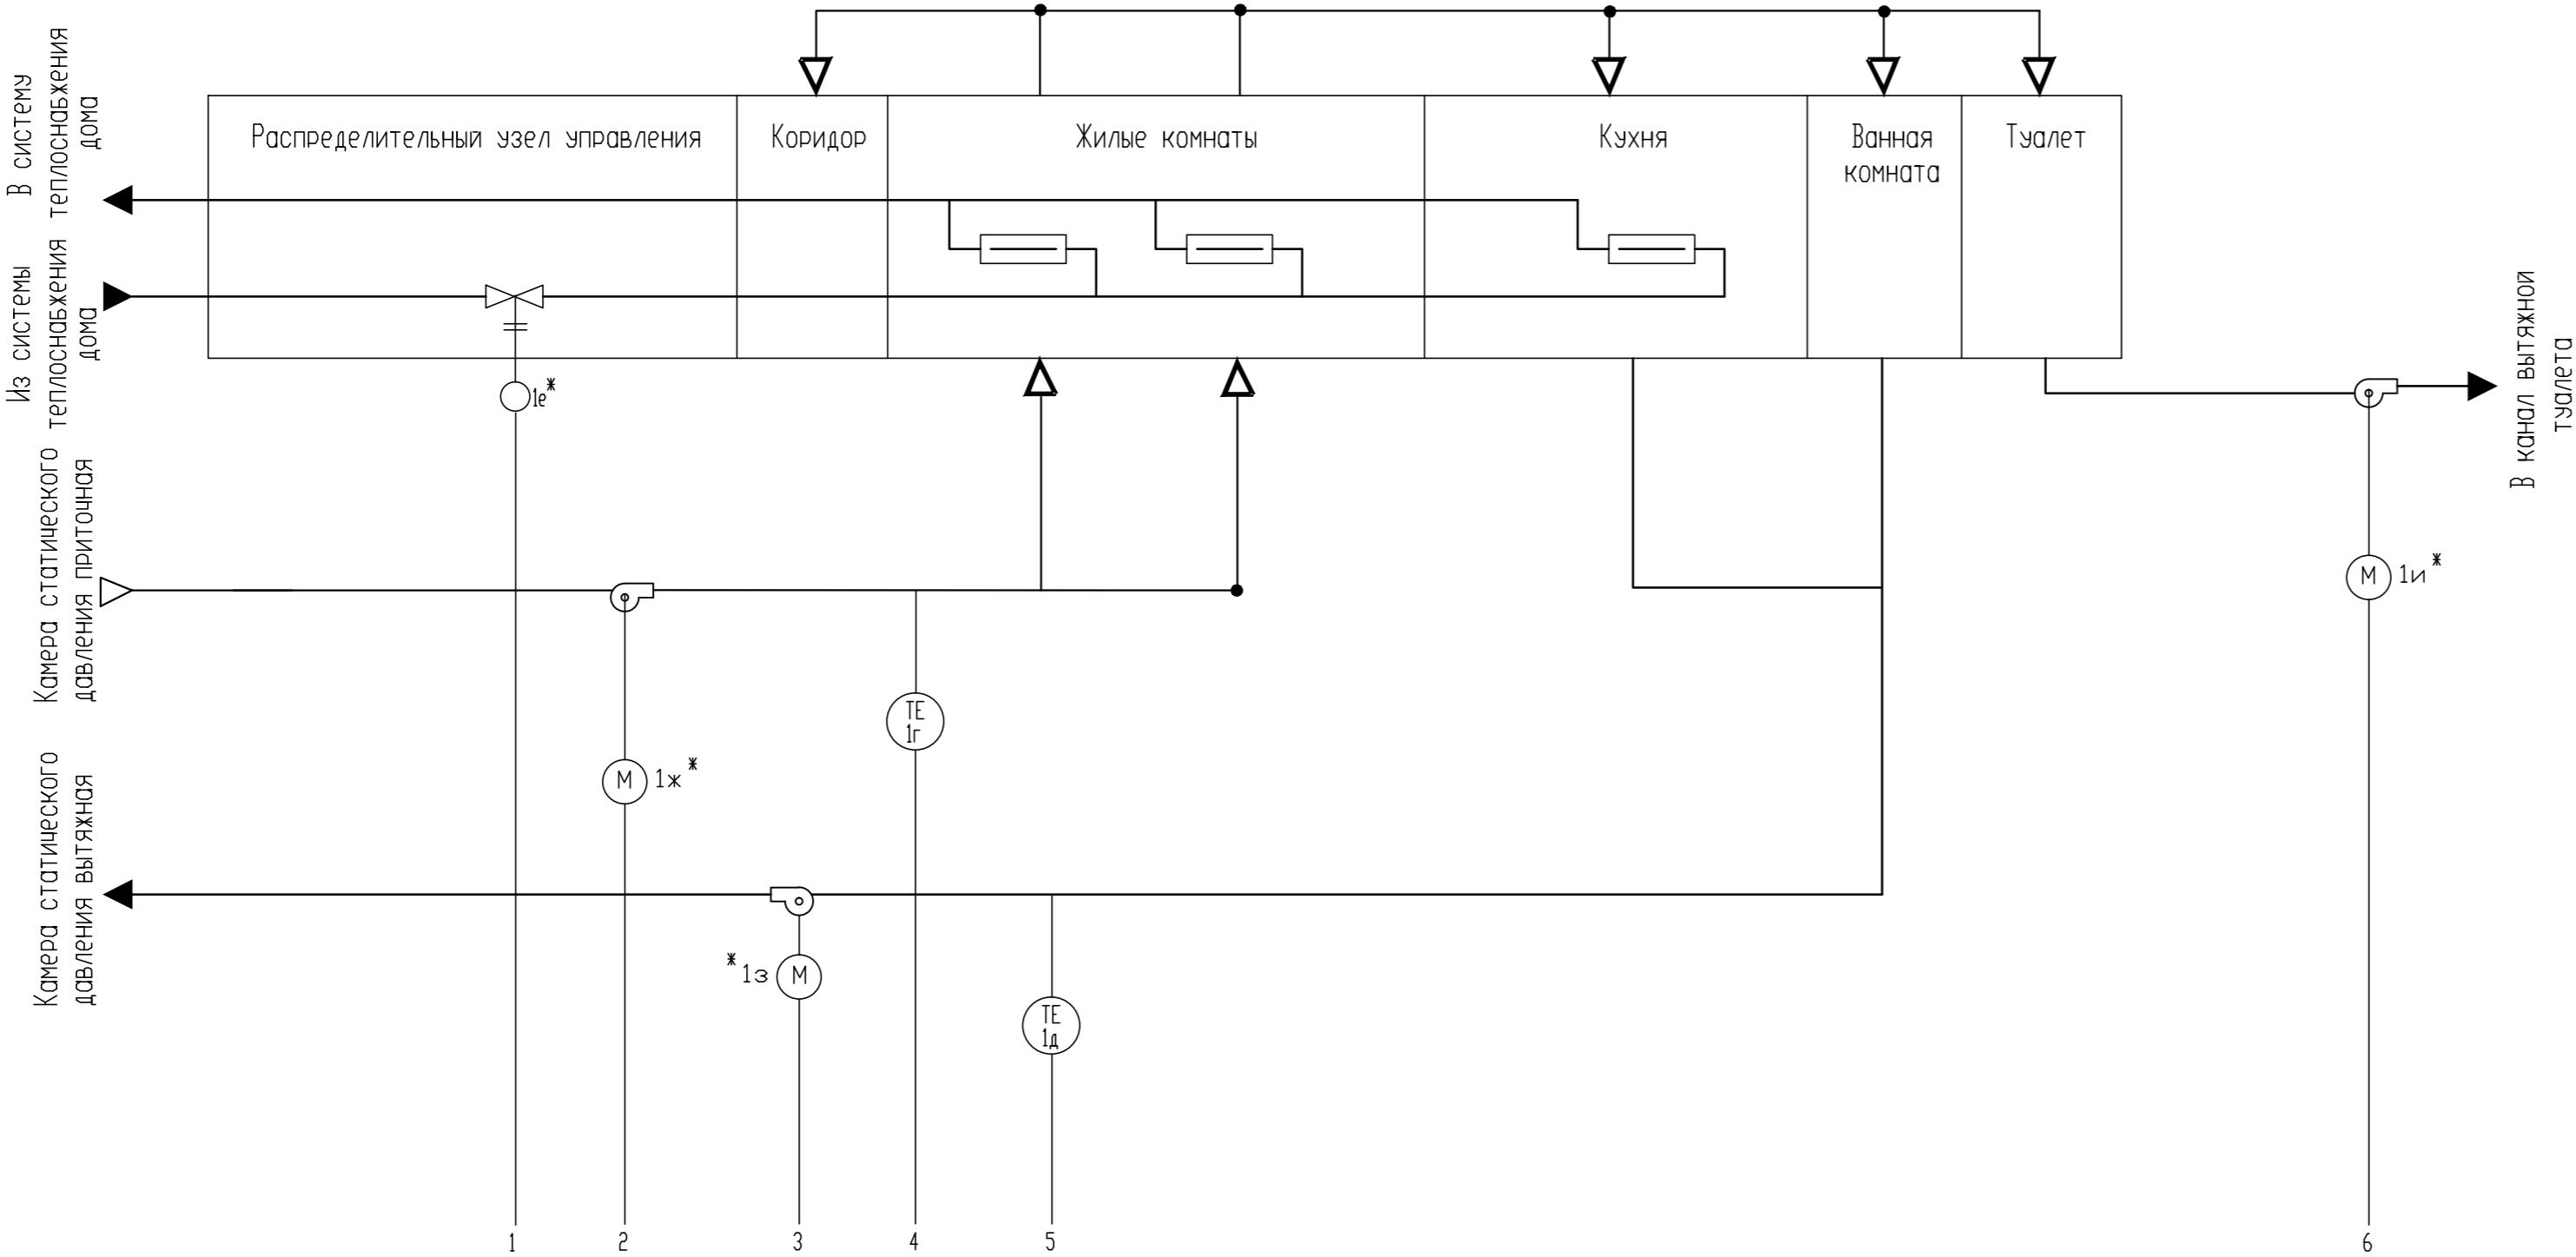 В систему
теплоснабжения
дома
Из системы
теплоснабжения
дома
Камера статического
давления приточная
Камера статического
давления вытяжная
Распределительный узел управления
Коридор
Жилые комнаты
Кухня
Ванная
комната
Туалет
1е*
ТЕ
1г
М 1ж*
*1з М
ТЕ
1д
М 1и*
В канал вытяжной
туалета
1 2 3 4 5 6